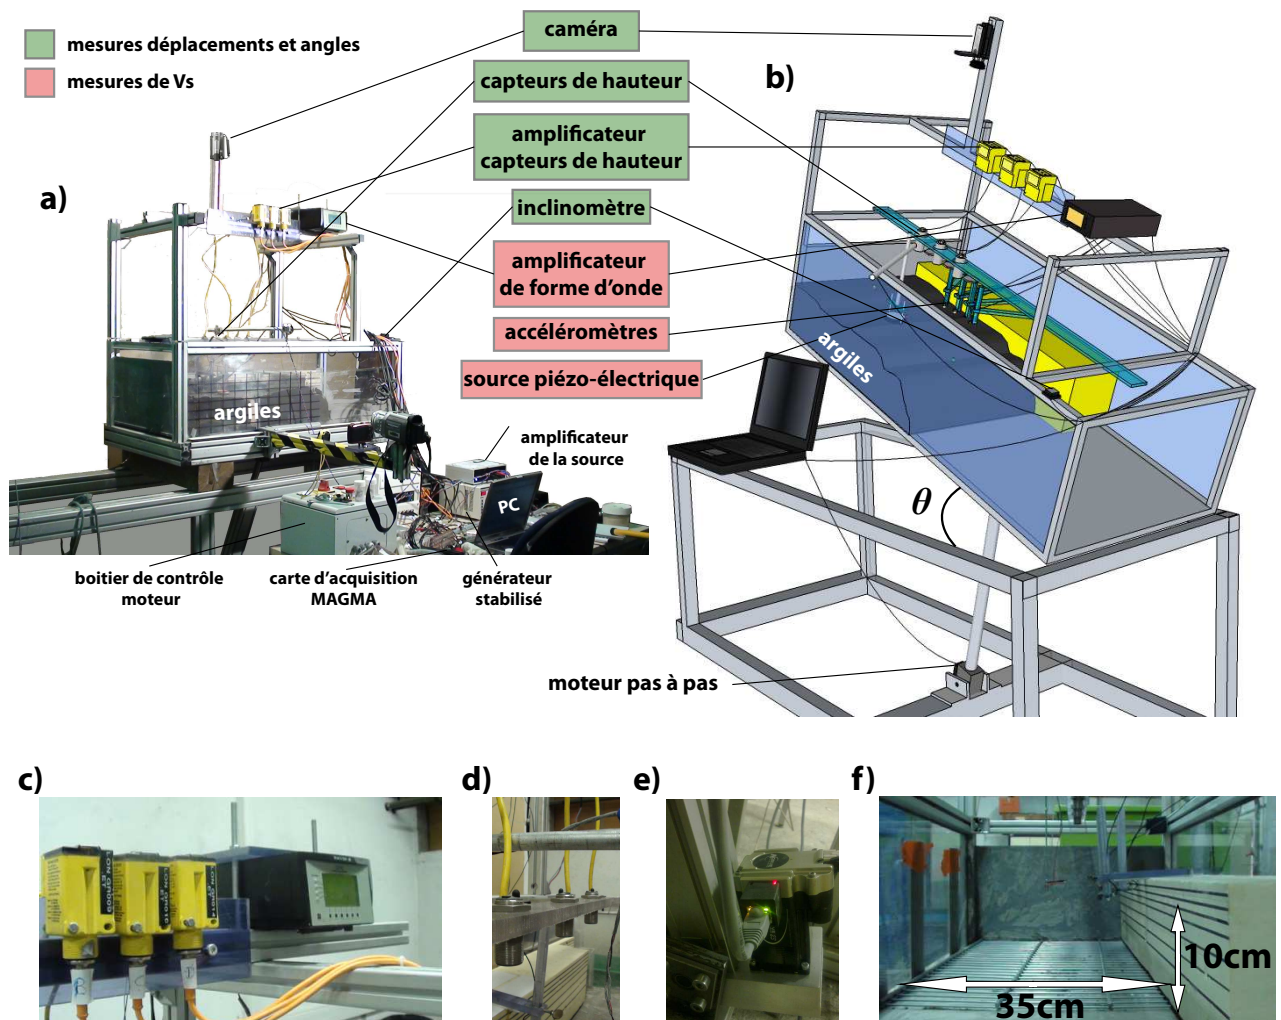 mesures déplacements et angles
mesures de Vs
caméra
capteurs de hauteur
amplificateur
capteurs de hauteur
inclinomètre
amplificateur
de forme d'onde
accéléromètres
source piézo-électrique
a)
argiles
amplificateur
de la source
PC
boitier de contrôle
moteur
carte d'acquisition
MAGMA
générateur
stabilisé
b)
argiles
θ
moteur pas à pas
c)
d)
e)
f)
10cm
35cm